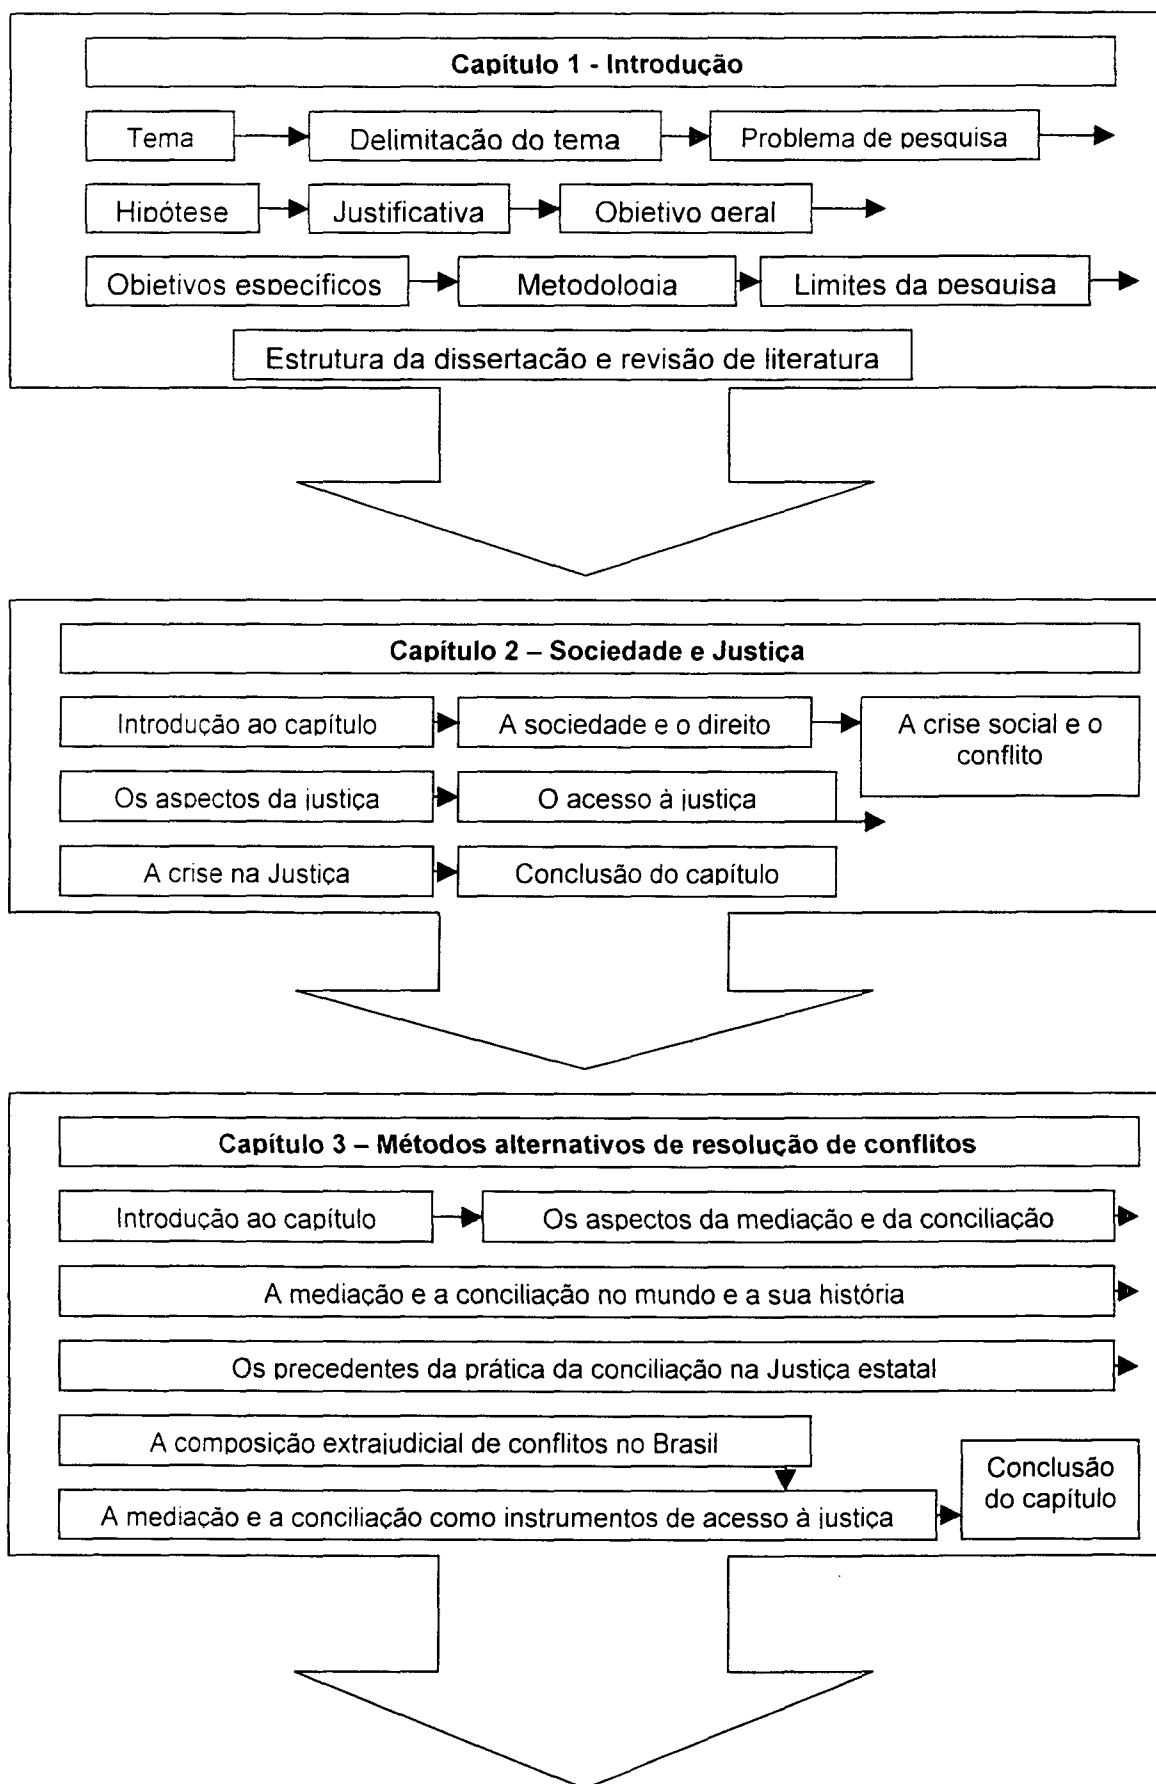 Capítulo 1 - Introdução
Tema
Delimitação do tema
Problema de pesquisa
Hipótese
Justificativa
Objetivo geral
Objetivos específicos
Metodologia
Limites da pesquisa
Estrutura da dissertação e revisão de literatura
Capítulo 2 – Sociedade e Justiça
Introdução ao capítulo
A sociedade e o direito
A crise social e o
conflito
Os aspectos da justiça
O acesso à justiça
A crise na Justiça
Conclusão do capítulo
Capítulo 3 – Métodos alternativos de resolução de conflitos
Introdução ao capítulo
Os aspectos da mediação e da conciliação
A mediação e a conciliação no mundo e a sua história
Os precedentes da prática da conciliação na Justiça estatal
A composição extrajudicial de conflitos no Brasil
A mediação e a conciliação como instrumentos de acesso à justiça
Conclusão
do capítulo